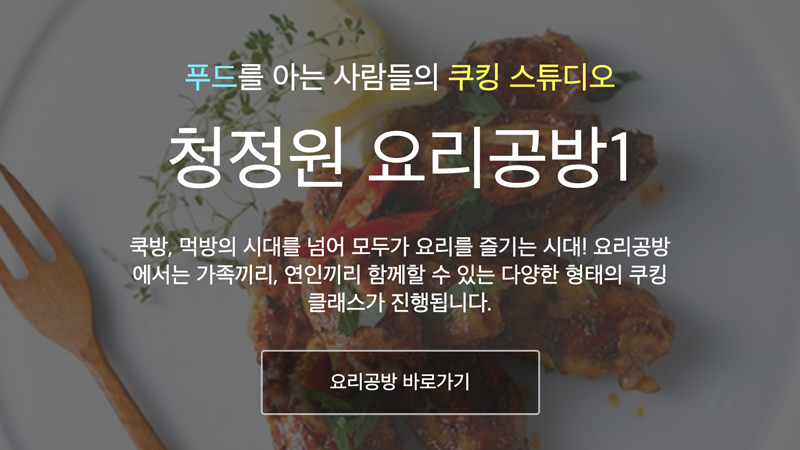 푸드를 아는 사람들의 쿠킹 스튜디오
청정원 요리공방1
쿡방, 먹방의 시대를 넘어 모두가 요리를 즐기는 시대! 요리공방
에서는 가족끼리, 연인끼리 함께할 수 있는 다양한 형태의 쿠킹
클래스가 진행됩니다.
요리공방 바로가기